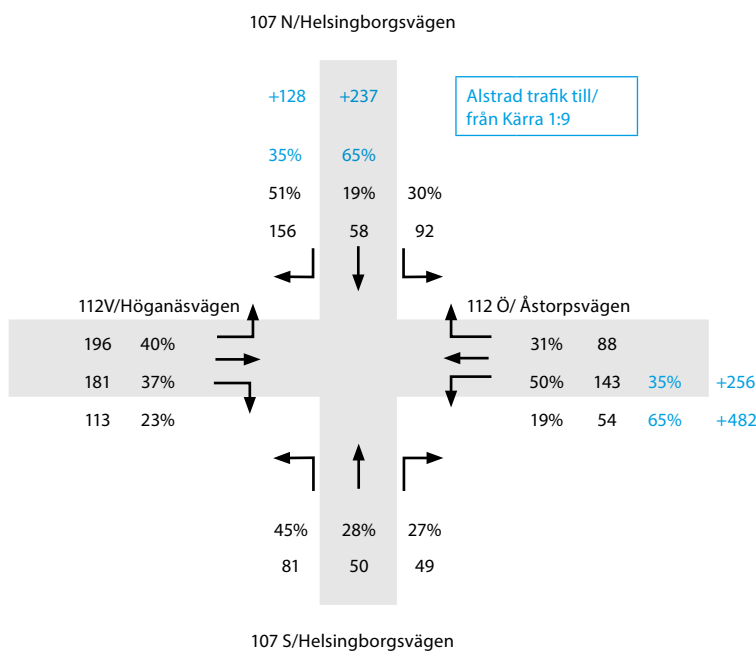 107 N/Helsingborgsvägen
+128 +237
Alstrad trafik till/
från Kärra 1:9
35% 65%
51% 19% 30%
156 58 92
112V/Höganäsvägen
112 Ö/ Åstorpsvägen
196 40%
31% 88
181 37%
50% 143 35% +256
113 23%
19% 54 65% +482
45% 28% 27%
81 50 49
107 S/Helsingborgsvägen